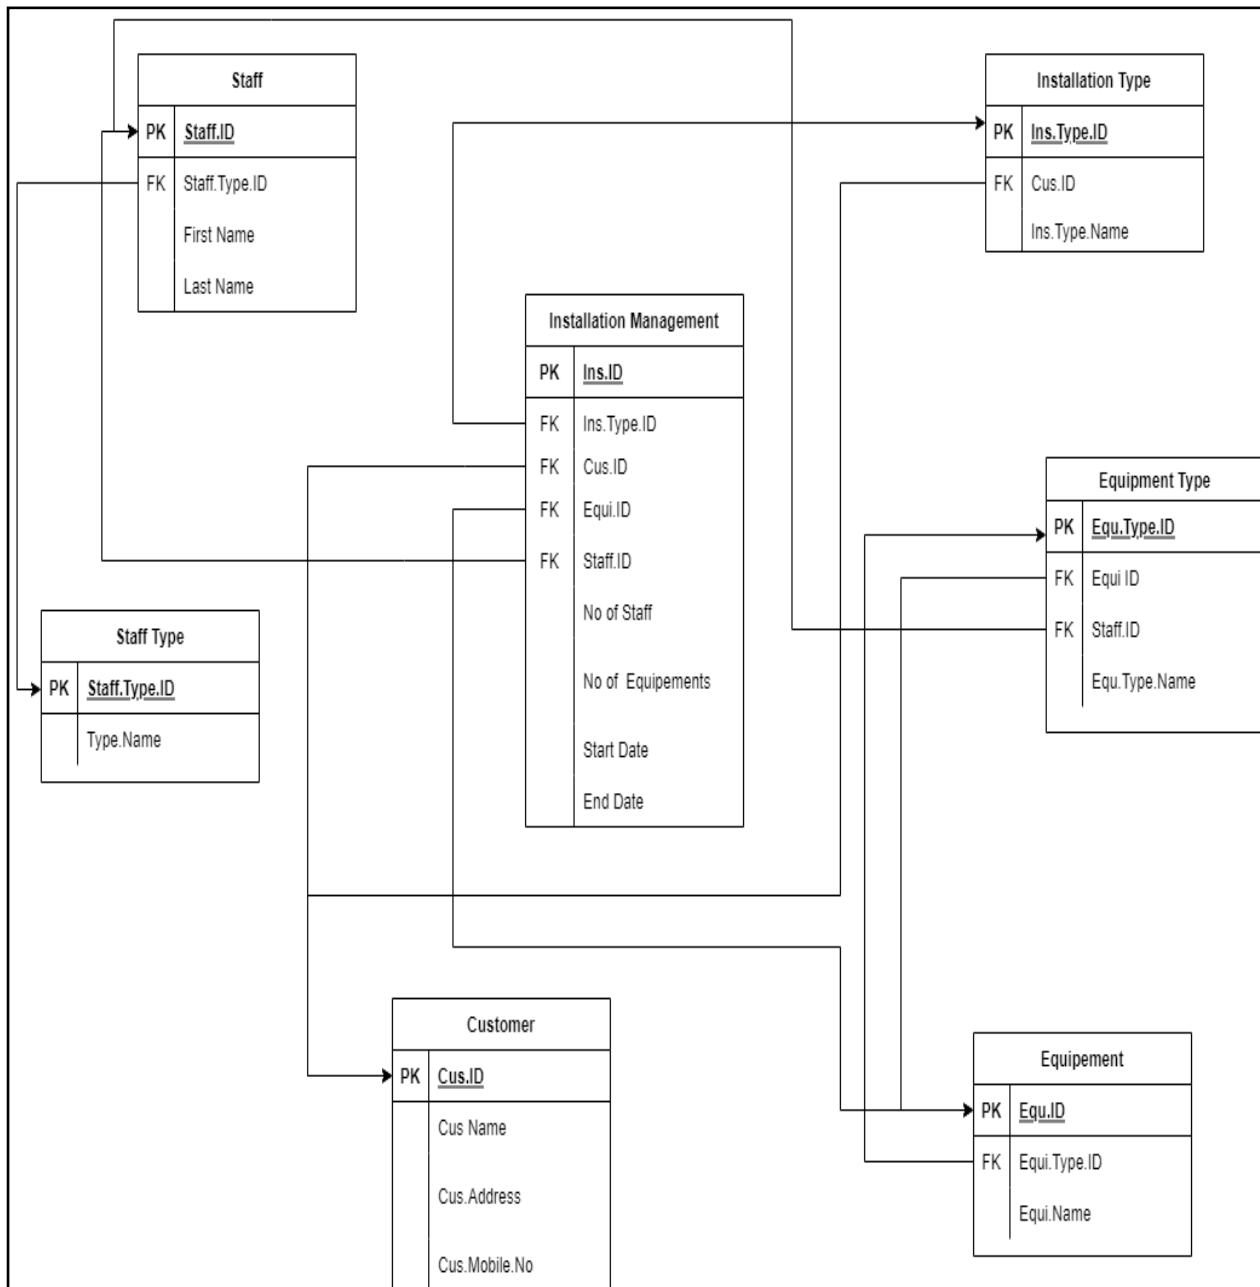 Staff
PK Staff.ID
FK Staff.Type.ID
First Name
Last Name
Installation Type
PK Ins.Type.ID
FK Cus.ID
Ins.Type.Name
Installation Management
PK Ins.ID
FK Ins.Type.ID
FK Cus.ID
FK Equi.ID
FK Staff.ID
No of Staff
No of Equipements
Start Date
End Date
Equipment Type
PK Equ.Type.ID
FK Equi ID
FK Staff.ID
Equ.Type.Name
Staff Type
PK Staff.Type.ID
Type.Name
Customer
PK Cus.ID
Cus Name
Cus.Address
Cus.Mobile.No
Equipement
PK Equ.ID
FK Equi.Type.ID
Equi.Name